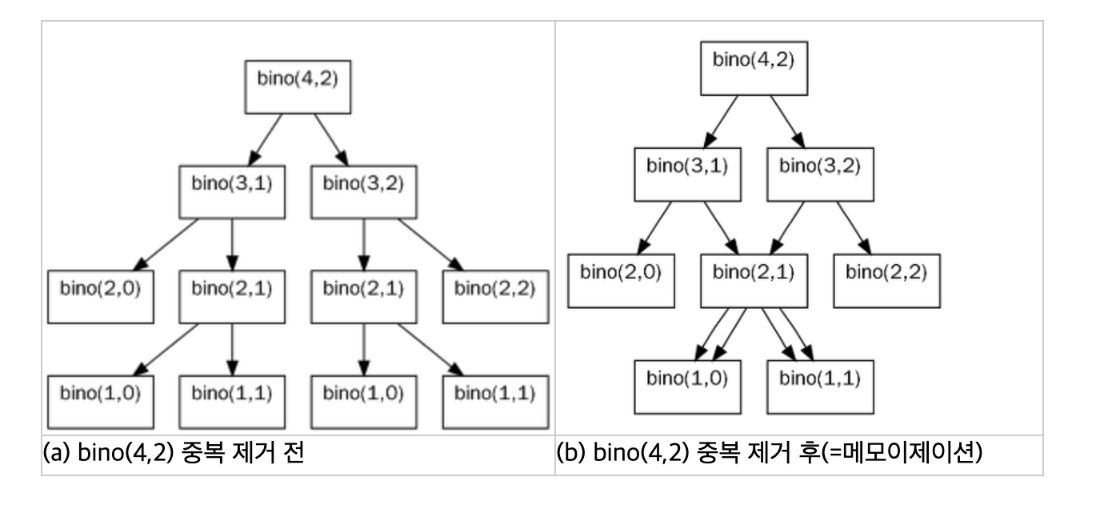 bino(4,2)
bino(3,1) bino(3,2)
bino(2,0) bino(2,1) bino(2,1) bino(2,2)
bino(1,0) bino(1,1) bino(1,0) bino(1,1)
(a) bino(4,2) 중복 제거 전
bino(4,2)
bino(3,1) bino(3,2)
bino(2,0) bino(2,1) bino(2,2)
bino(1,0) bino(1,1)
(b) bino(4,2) 중복 제거 후(=메모이제이션)